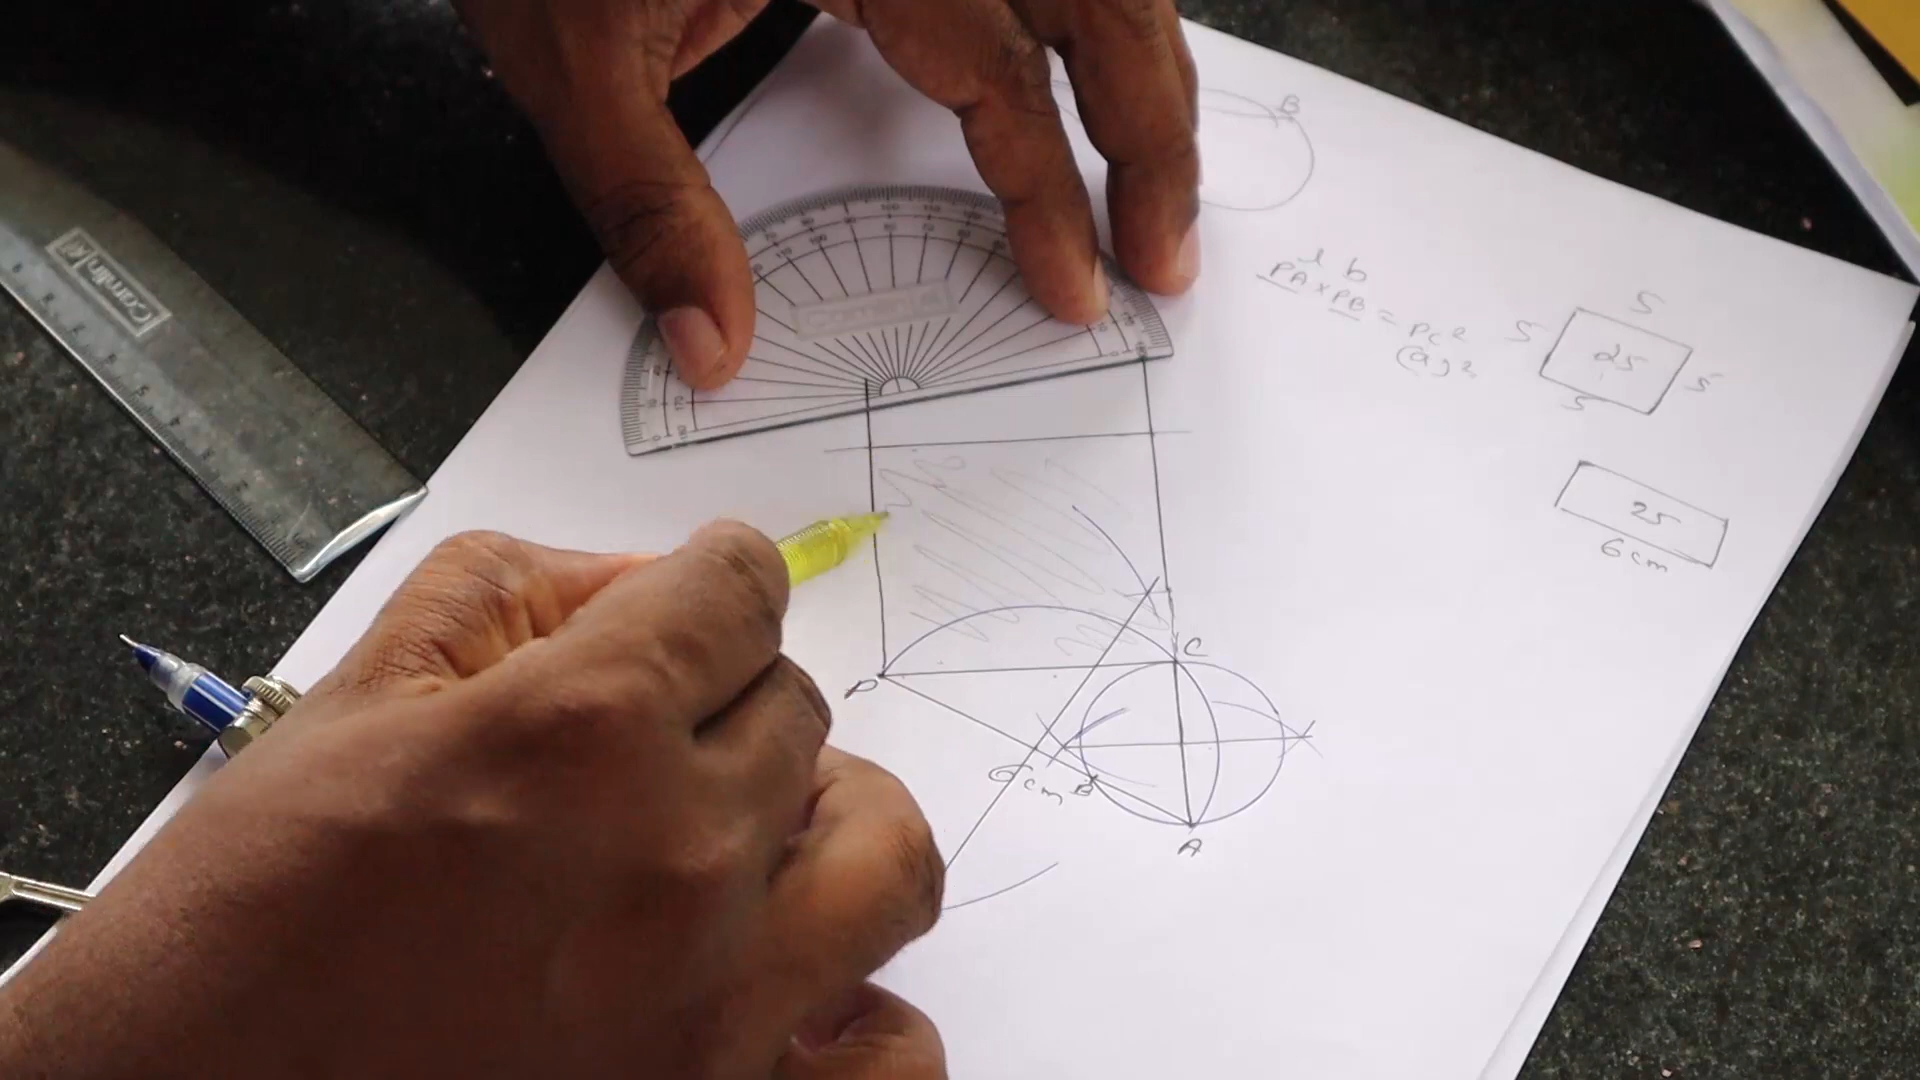 B
l b
PA × PB = PC²
(a)²
5
5 25 5
5
25
6cm
C
P
6cm B
A
camlin